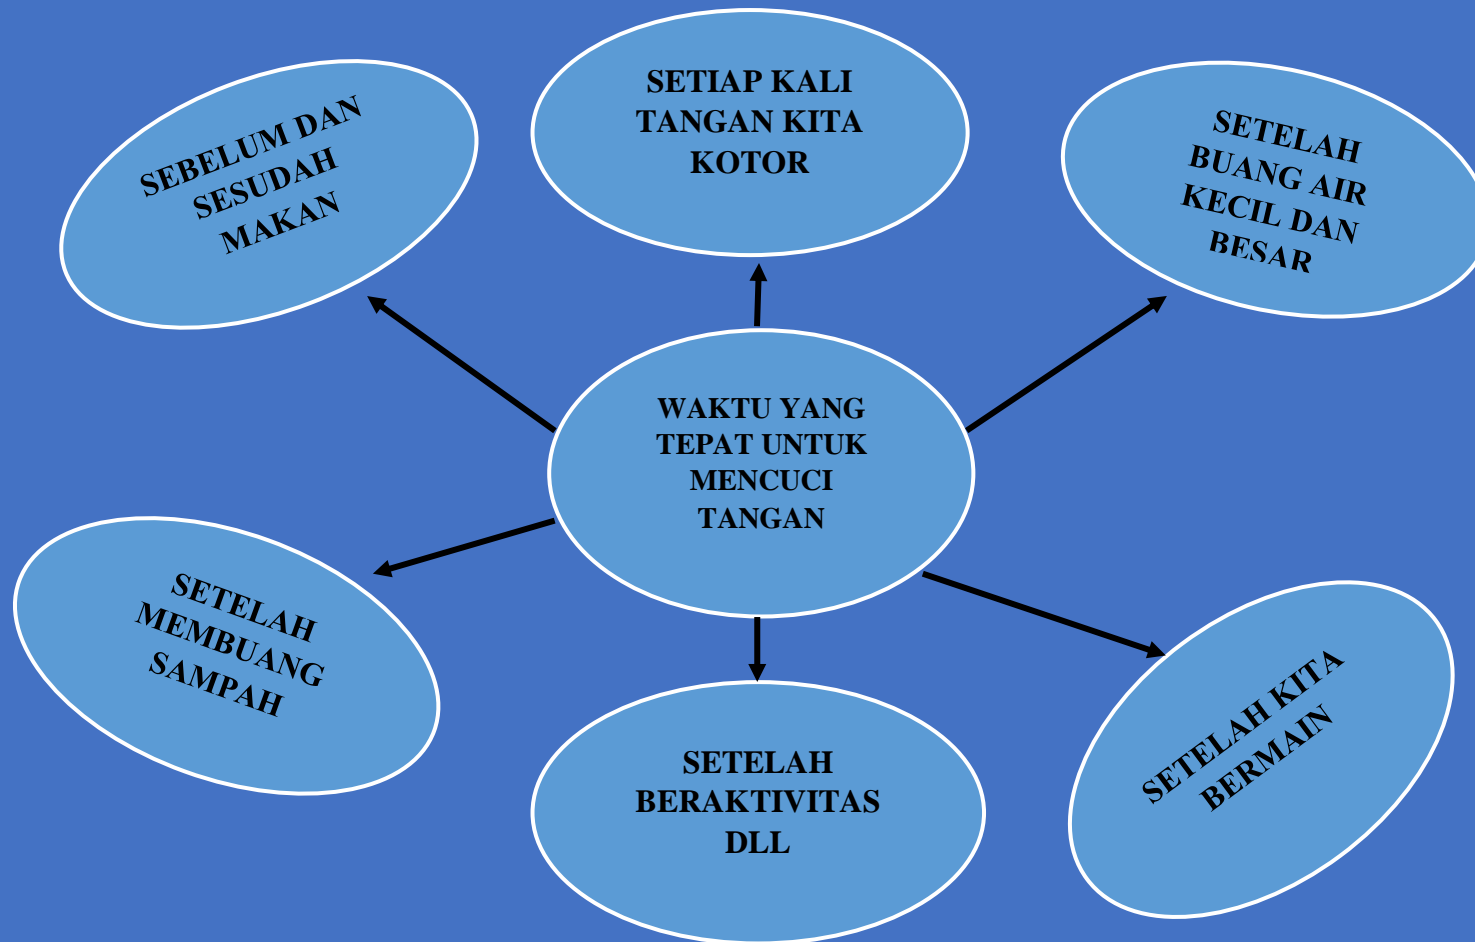 SEBELUM DAN
SESUDAH
MAKAN
SETIAP KALI
TANGAN KITA
KOTOR
SETELAH
BUANG AIR
KECIL DAN
BESAR
WAKTU YANG
TEPAT UNTUK
MENCUCI
TANGAN
SETELAH
MEMBUANG
SAMPAH
SETELAH
BERAKTIVITAS
DLL
SETELAH KITA
BERMAIN